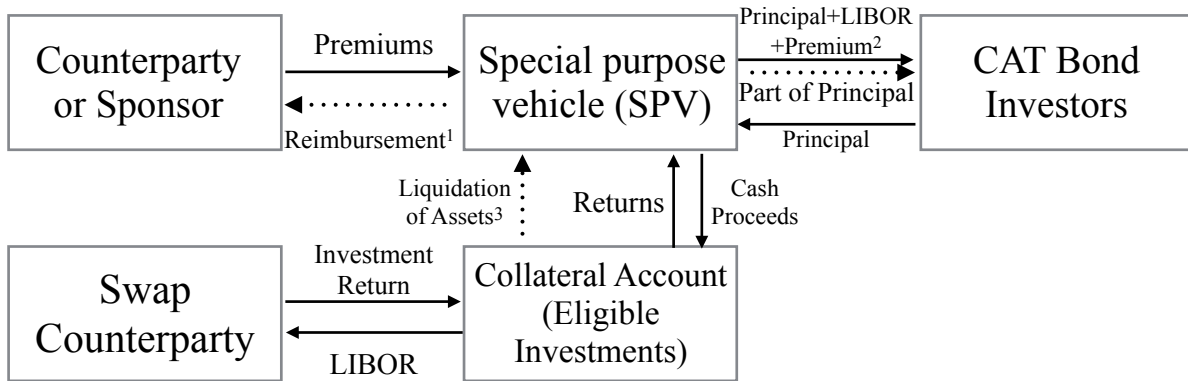 Counterparty
or Sponsor
Premiums
Reimbursement¹
Special purpose
vehicle (SPV)
Principal+LIBOR
+Premium²
Part of Principal
Principal
CAT Bond
Investors
Liquidation
of Assets³
Returns
Cash
Proceeds
Swap
Counterparty
Investment
Return
LIBOR
Collateral Account
(Eligible
Investments)